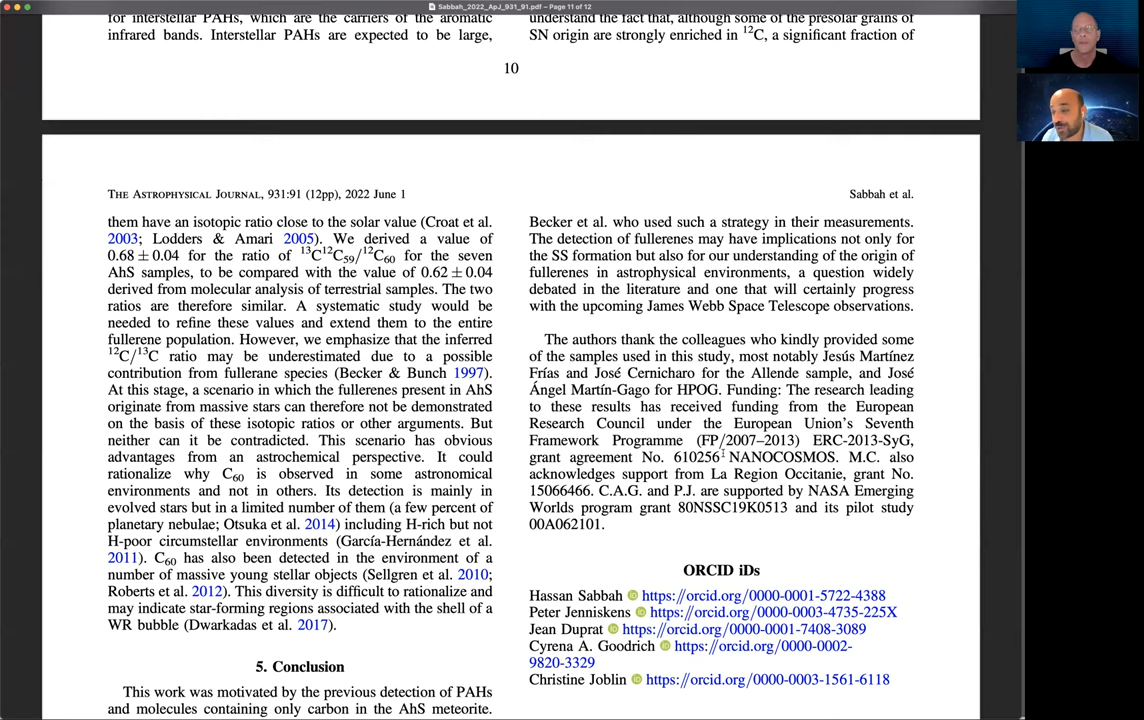 Sabbah_2022_ApJ_931_91.pdf – Page 11 of 12
for interstellar PAHs, which are the carriers of the aromatic
infrared bands. Interstellar PAHs are expected to be large,
understand the fact that, although some of the presolar grains of
SN origin are strongly enriched in ¹²C, a significant fraction of
10
THE ASTROPHYSICAL JOURNAL, 931:91 (12pp), 2022 June 1
Sabbah et al.
them have an isotopic ratio close to the solar value (Croat et al.
2003; Lodders & Amari 2005). We derived a value of
0.68 ± 0.04 for the ratio of ¹³C¹²C₅₉/¹²C₆₀ for the seven
AhS samples, to be compared with the value of 0.62 ± 0.04
derived from molecular analysis of terrestrial samples. The two
ratios are therefore similar. A systematic study would be
needed to refine these values and extend them to the entire
fullerene population. However, we emphasize that the inferred
¹²C/¹³C ratio may be underestimated due to a possible
contribution from fullerane species (Becker & Bunch 1997).
At this stage, a scenario in which the fullerenes present in AhS
originate from massive stars can therefore not be demonstrated
on the basis of these isotopic ratios or other arguments. But
neither can it be contradicted. This scenario has obvious
advantages from an astrochemical perspective. It could
rationalize why C₆₀ is observed in some astronomical
environments and not in others. Its detection is mainly in
evolved stars but in a limited number of them (a few percent of
planetary nebulae; Otsuka et al. 2014) including H-rich but not
H-poor circumstellar environments (García-Hernández et al.
2011). C₆₀ has also been detected in the environment of a
number of massive young stellar objects (Sellgren et al. 2010;
Roberts et al. 2012). This diversity is difficult to rationalize and
may indicate star-forming regions associated with the shell of a
WR bubble (Dwarkadas et al. 2017).
5. Conclusion
This work was motivated by the previous detection of PAHs
and molecules containing only carbon in the AhS meteorite.
Becker et al. who used such a strategy in their measurements.
The detection of fullerenes may have implications not only for
the SS formation but also for our understanding of the origin of
fullerenes in astrophysical environments, a question widely
debated in the literature and one that will certainly progress
with the upcoming James Webb Space Telescope observations.
The authors thank the colleagues who kindly provided some
of the samples used in this study, most notably Jesús Martínez
Frías and José Cernicharo for the Allende sample, and José
Ángel Martín-Gago for HPOG. Funding: The research leading
to these results has received funding from the European
Research Council under the European Union's Seventh
Framework Programme (FP/2007–2013) ERC-2013-SyG,
grant agreement No. 610256 NANOCOSMOS. M.C. also
acknowledges support from La Region Occitanie, grant No.
15066466. C.A.G. and P.J. are supported by NASA Emerging
Worlds program grant 80NSSC19K0513 and its pilot study
00A062101.
ORCID iDs
Hassan Sabbah https://orcid.org/0000-0001-5722-4388
Peter Jenniskens https://orcid.org/0000-0003-4735-225X
Jean Duprat https://orcid.org/0000-0001-7408-3089
Cyrena A. Goodrich https://orcid.org/0000-0002-
9820-3329
Christine Joblin https://orcid.org/0000-0003-1561-6118